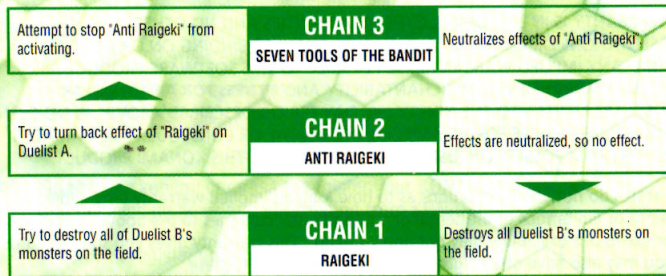 Attempt to stop "Anti Raigeki" from
activating.
CHAIN 3
SEVEN TOOLS OF THE BANDIT
Neutralizes effects of "Anti Raigeki".
Try to turn back effect of "Raigeki" on
Duelist A.
CHAIN 2
ANTI RAIGEKI
Effects are neutralized, so no effect.
Try to destroy all of Duelist B's
monsters on the field.
CHAIN 1
RAIGEKI
Destroys all Duelist B's monsters on
the field.